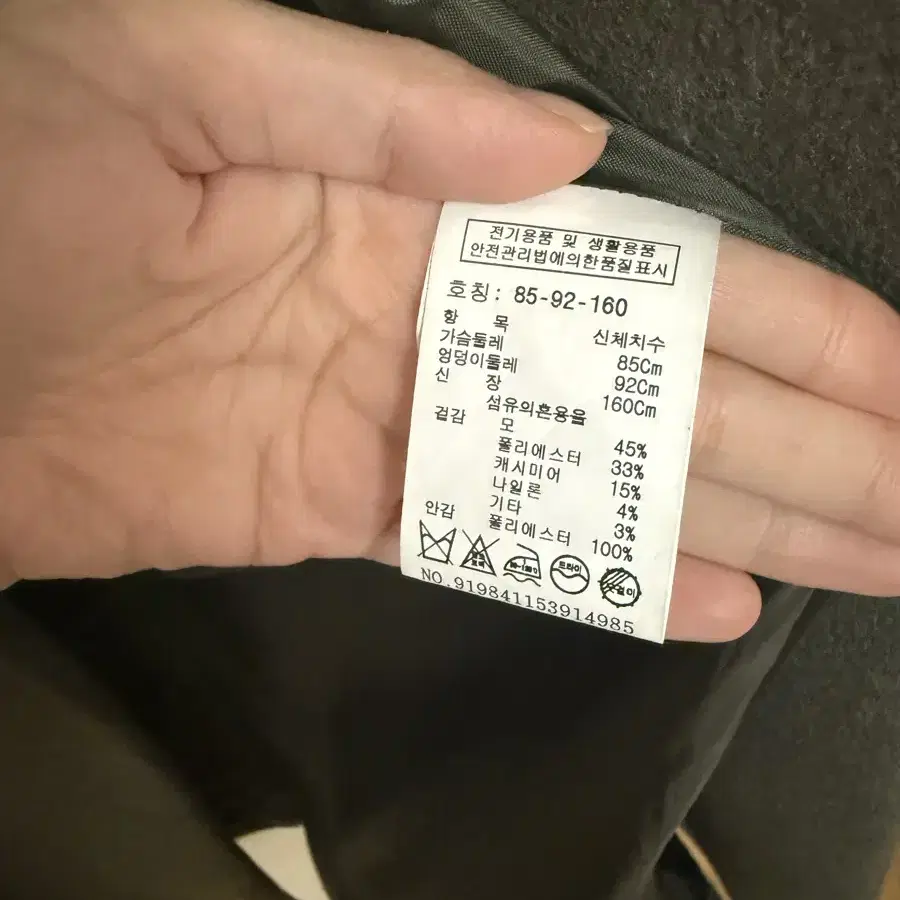 전기용품 및 생활용품
안전관리법에의한품질표시
호칭: 85-92-160
항 목 신체치수
가슴둘레 85Cm
엉덩이둘레 92Cm
신 장 160Cm
섬유의혼용율
겉감 모 45%
폴리에스터 33%
캐시미어 15%
나일론 4%
기타 3%
안감 폴리에스터 100%
드라이
NO.919841153914985